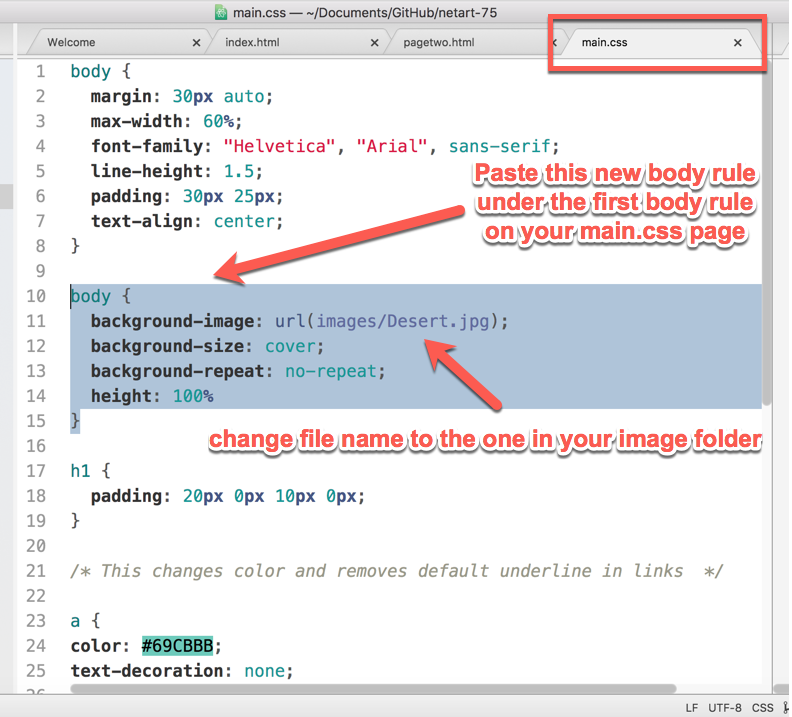 main.css — ~/Documents/GitHub/netart-75
Welcome × index.html × pagetwo.html × main.css ×
1 body {
2 margin: 30px auto;
3 max-width: 60%;
4 font-family: "Helvetica", "Arial", sans-serif;
5 line-height: 1.5;
6 padding: 30px 25px;
7 text-align: center;
8 }
9
Paste this new body rule
under the first body rule
on your main.css page
10 body {
11 background-image: url(images/Desert.jpg);
12 background-size: cover;
13 background-repeat: no-repeat;
14 height: 100%
15 }
change file name to the one in your image folder
16
17 h1 {
18 padding: 20px 0px 10px 0px;
19 }
20
21 /* This changes color and removes default underline in links  */
22
23 a {
24 color: #69CBBB;
25 text-decoration: none;
26
LF UTF-8 CSS